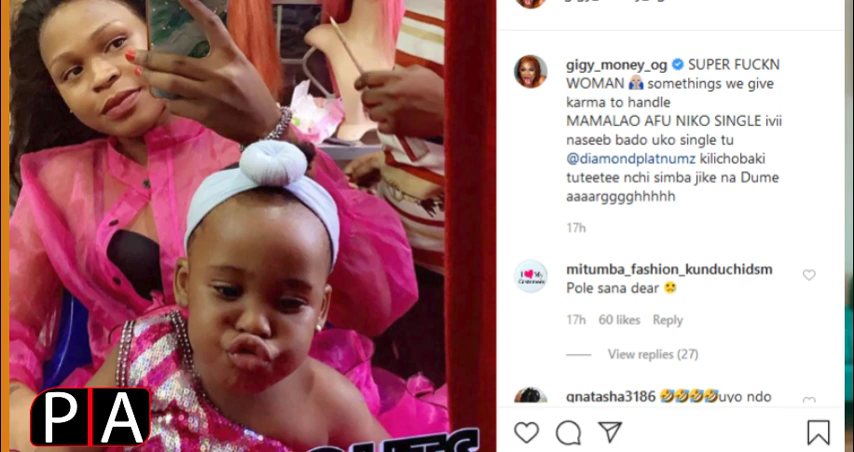 gigy_money_og SUPER FUCKN
WOMAN somethings we give
karma to handle
MAMALAO AFU NIKO SINGLE ivii
naseeb bado uko single tu
@diamondplatnumz kilichobaki
tuteetee nchi simba jike na Dume
aaaargggghhhhh
17h
mitumba_fashion_kunduchidsm
Pole sana dear 😕
17h 60 likes Reply
View replies (27)
gnatasha3186 🤣🤣🤣🤣uyo ndo
PA